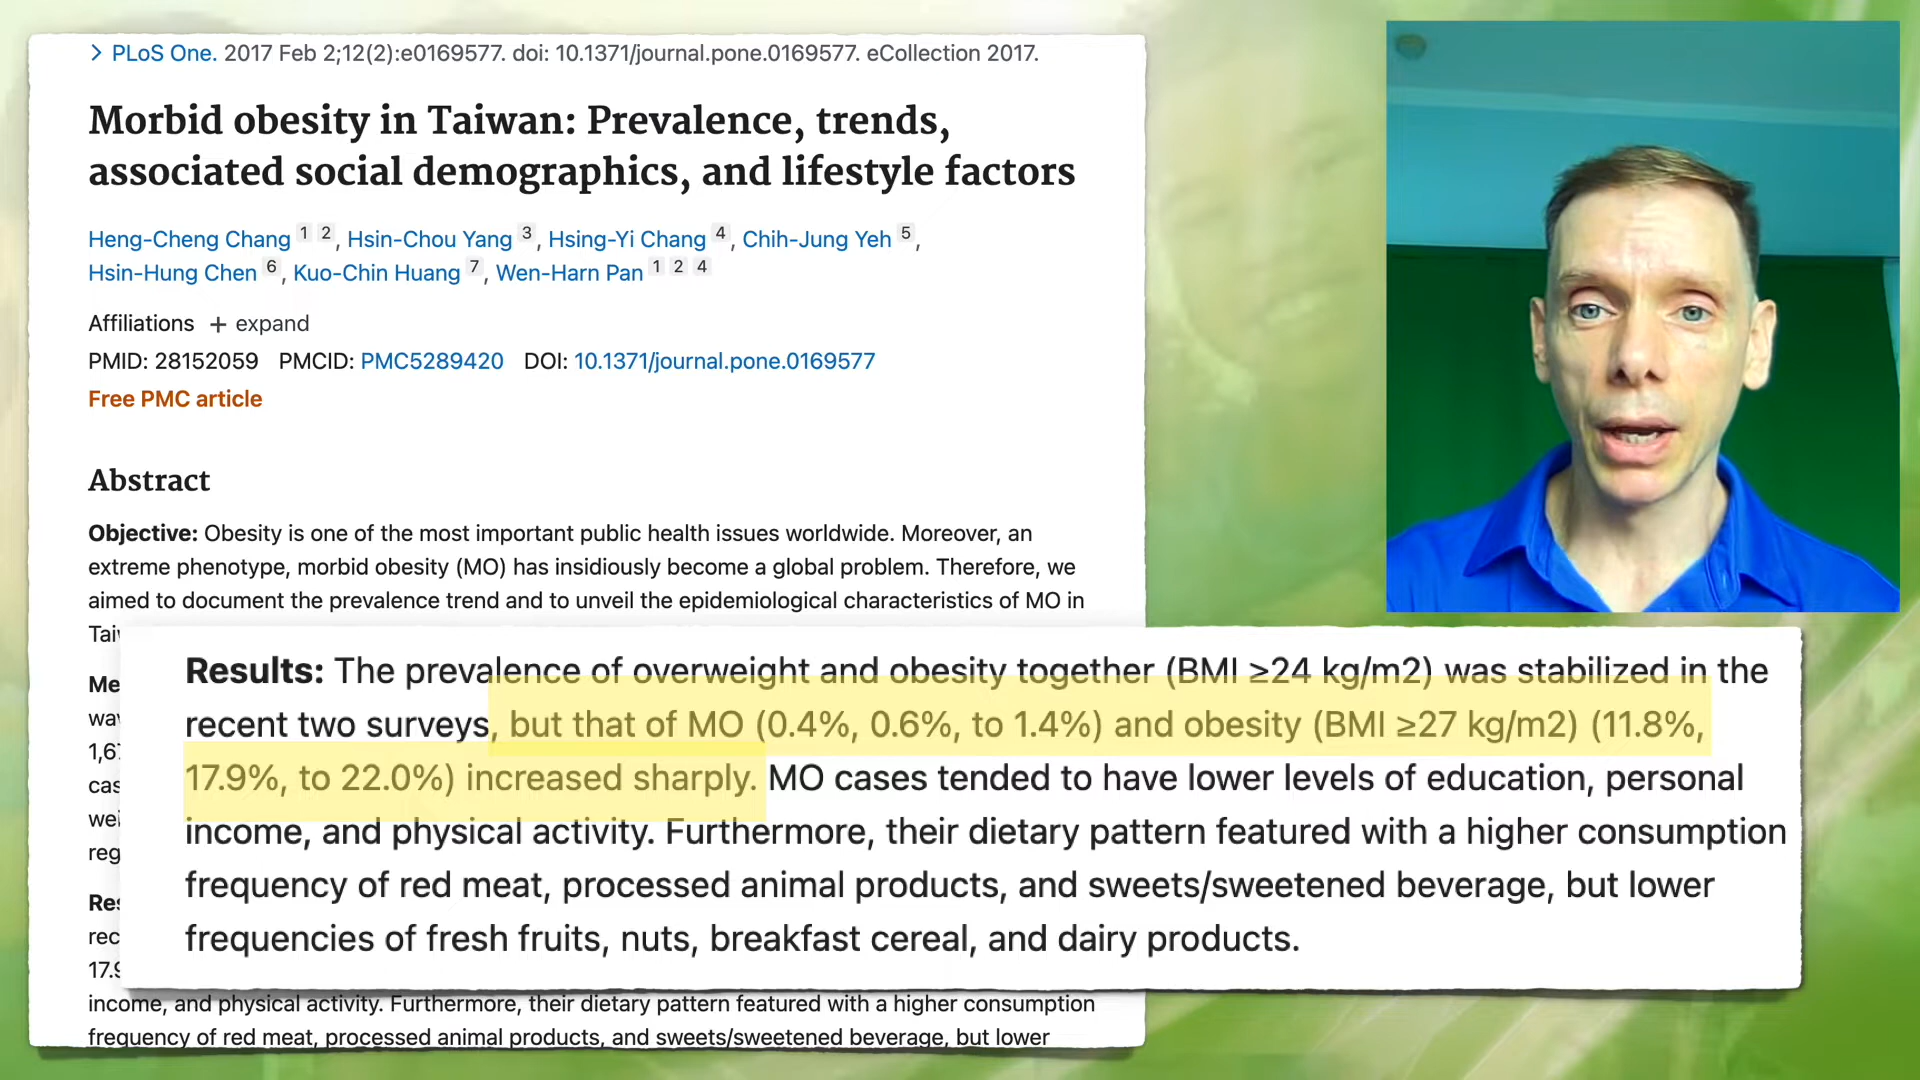 > PLoS One. 2017 Feb 2;12(2):e0169577. doi: 10.1371/journal.pone.0169577. eCollection 2017.
Morbid obesity in Taiwan: Prevalence, trends,
associated social demographics, and lifestyle factors
Heng-Cheng Chang 1 2, Hsin-Chou Yang 3, Hsing-Yi Chang 4, Chih-Jung Yeh 5,
Hsin-Hung Chen 6, Kuo-Chin Huang 7, Wen-Harn Pan 1 2 4
Affiliations + expand
PMID: 28152059 PMCID: PMC5289420 DOI: 10.1371/journal.pone.0169577
Free PMC article
Abstract
Objective: Obesity is one of the most important public health issues worldwide. Moreover, an
extreme phenotype, morbid obesity (MO) has insidiously become a global problem. Therefore, we
aimed to document the prevalence trend and to unveil the epidemiological characteristics of MO in
Results: The prevalence of overweight and obesity together (BMI ≥24 kg/m2) was stabilized in the
recent two surveys, but that of MO (0.4%, 0.6%, to 1.4%) and obesity (BMI ≥27 kg/m2) (11.8%,
17.9%, to 22.0%) increased sharply. MO cases tended to have lower levels of education, personal
income, and physical activity. Furthermore, their dietary pattern featured with a higher consumption
frequency of red meat, processed animal products, and sweets/sweetened beverage, but lower
frequencies of fresh fruits, nuts, breakfast cereal, and dairy products.
income, and physical activity. Furthermore, their dietary pattern featured with a higher consumption
frequency of red meat, processed animal products, and sweets/sweetened beverage, but lower